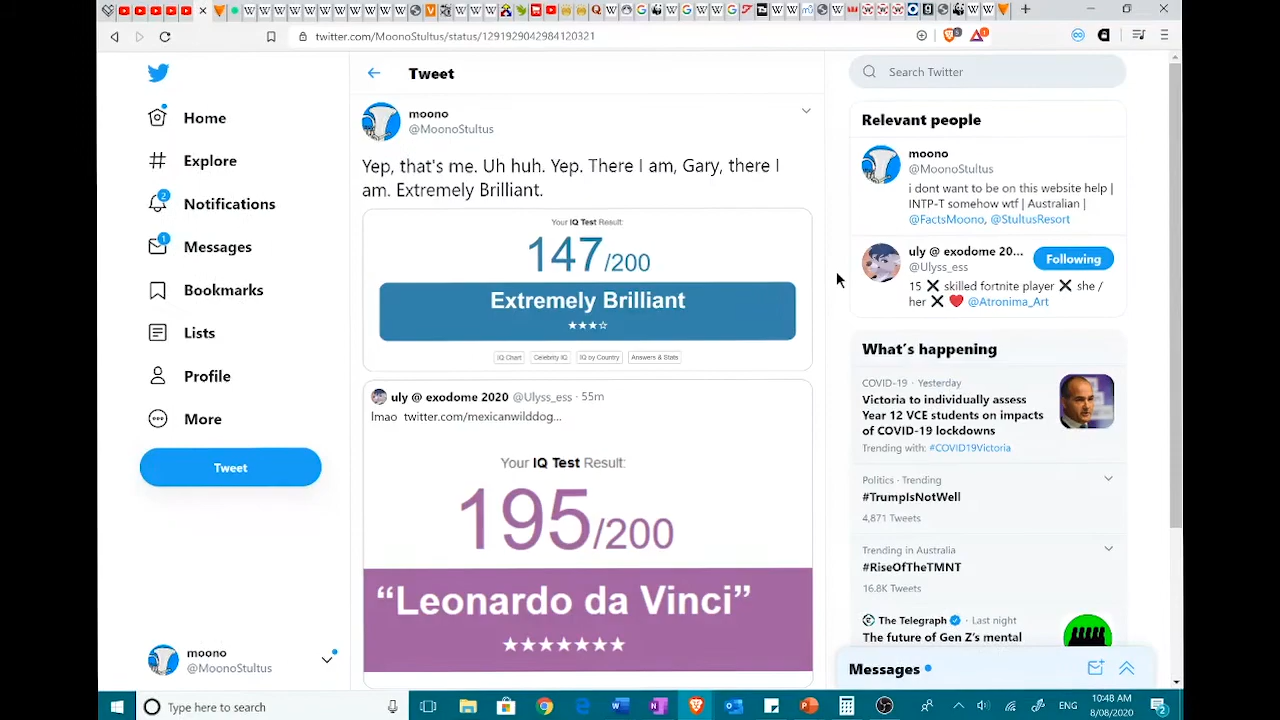 twitter.com/MoonoStultus/status/1291929042984120321
Home
Explore
2
Notifications
1
Messages
Bookmarks
Lists
Profile
More
Tweet
moono
@MoonoStultus
Tweet
moono
@MoonoStultus
Yep, that's me. Uh huh. Yep. There I am, Gary, there I
am. Extremely Brilliant.
Your IQ Test Result:
147/200
Extremely Brilliant
★★★☆
IQ Chart Celebrity IQ IQ by Country Answers & Stats
uly @ exodome 2020 @Ulyss_ess · 55m
lmao twitter.com/mexicanwilddog...
Your IQ Test Result:
195/200
“Leonardo da Vinci”
★★★★★★★
Search Twitter
Relevant people
moono
@MoonoStultus
i dont want to be on this website help |
INTP-T somehow wtf | Australian |
@FactsMoono, @StultusResort
uly @ exodome 20...
@Ulyss_ess
Following
15 ❌ skilled fortnite player ❌ she /
her ❌ ❤️ @Atronima_Art
What's happening
COVID-19 · Yesterday
Victoria to individually assess
Year 12 VCE students on impacts
of COVID-19 lockdowns
Trending with: #COVID19Victoria
Politics · Trending
#TrumpIsNotWell
4,871 Tweets
Trending in Australia
#RiseOfTheTMNT
16.8K Tweets
The Telegraph · Last night
The future of Gen Z's mental
Messages
Type here to search
ENG
10:48 AM
8/08/2020
2